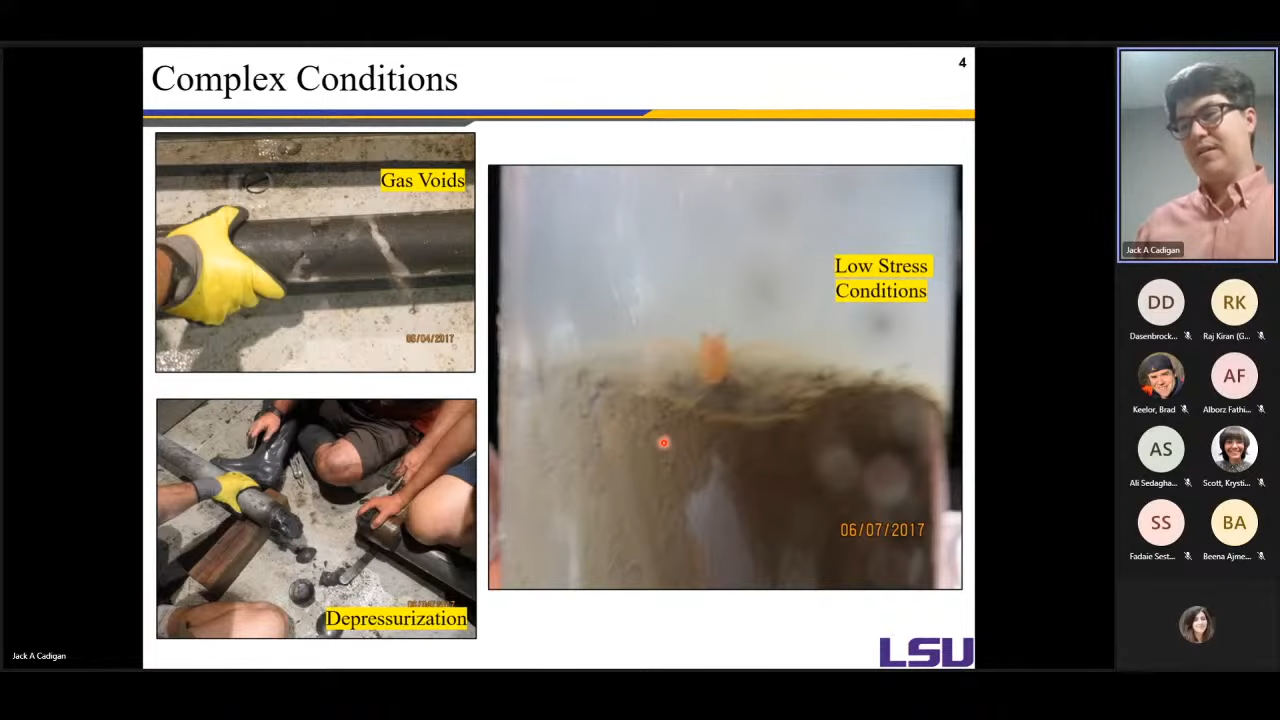 Complex Conditions
4
Gas Voids
06/04/2017
Depressurization
Low Stress
Conditions
06/07/2017
LSU
Jack A Cadigan
Jack A Cadigan
DD
RK
Dasenbrock...
Raj Kiran (G...
AF
Keelor, Brad
Alborz Fathi...
AS
Ali Sedagha...
Scott, Krysti...
SS
BA
Fadaie Sest...
Beena Ajme...